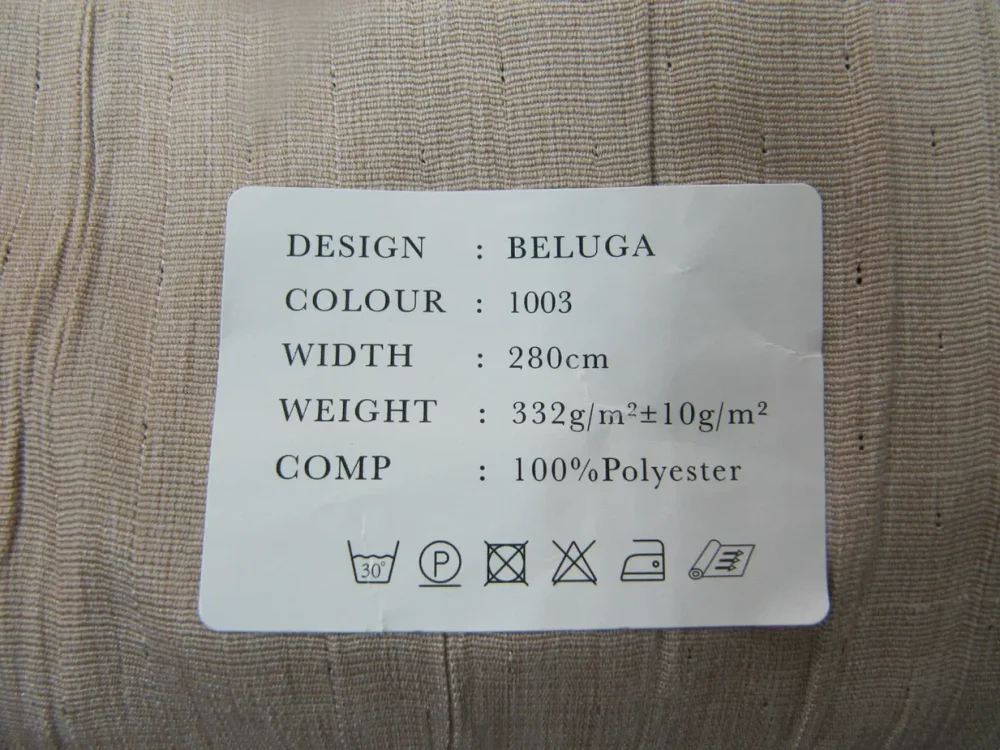 DESIGN : BELUGA
COLOUR : 1003
WIDTH : 280cm
WEIGHT : 332g/m²±10g/m²
COMP : 100%Polyester
30° P